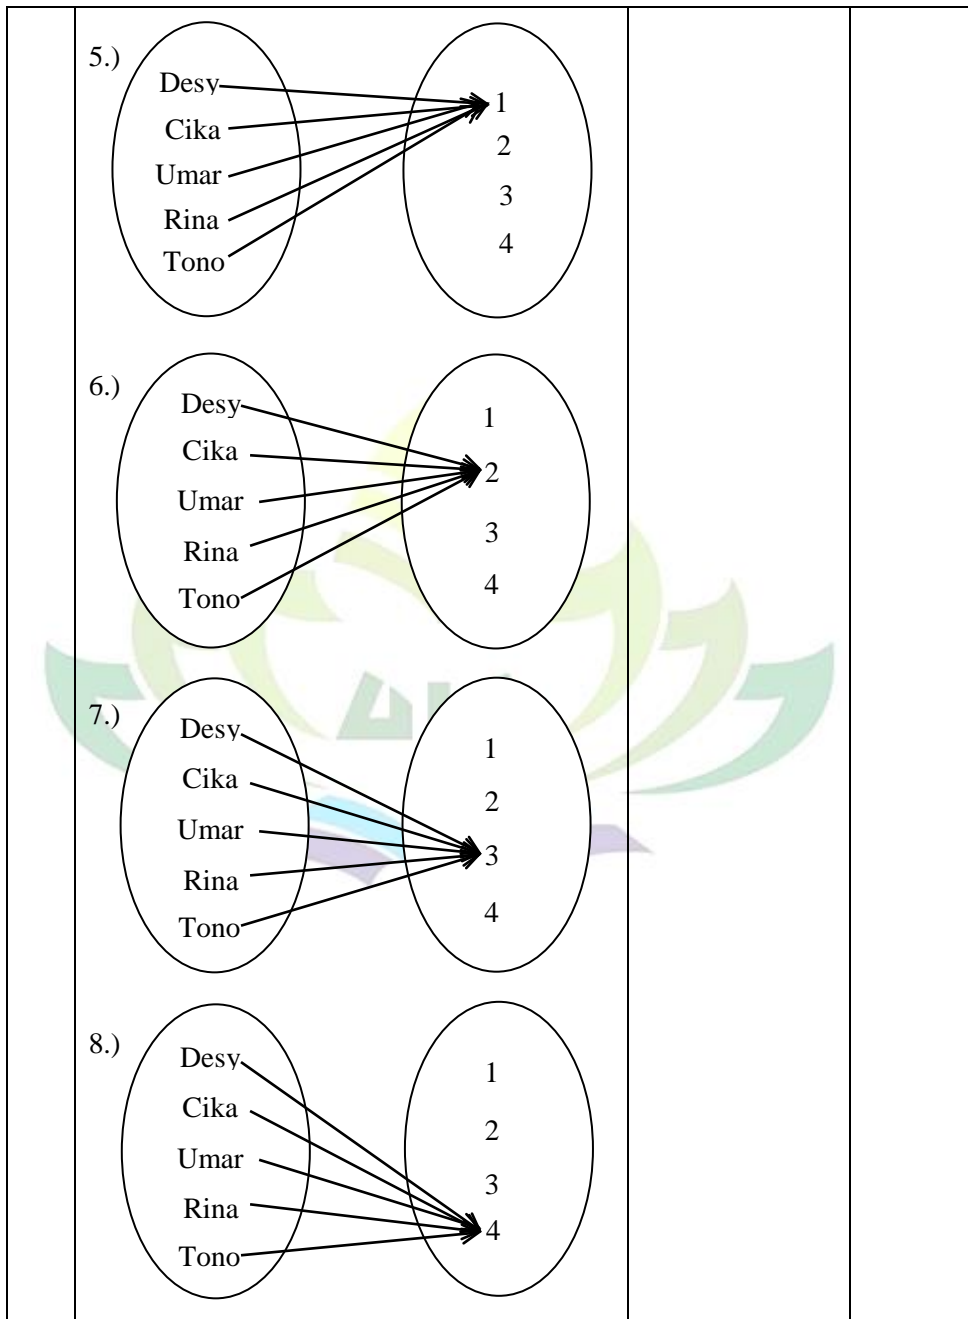 5.)
Desy
Cika
Umar
Rina
Tono
1
2
3
4
6.)
Desy
Cika
Umar
Rina
Tono
1
2
3
4
7.)
Desy
Cika
Umar
Rina
Tono
1
2
3
4
8.)
Desy
Cika
Umar
Rina
Tono
1
2
3
4